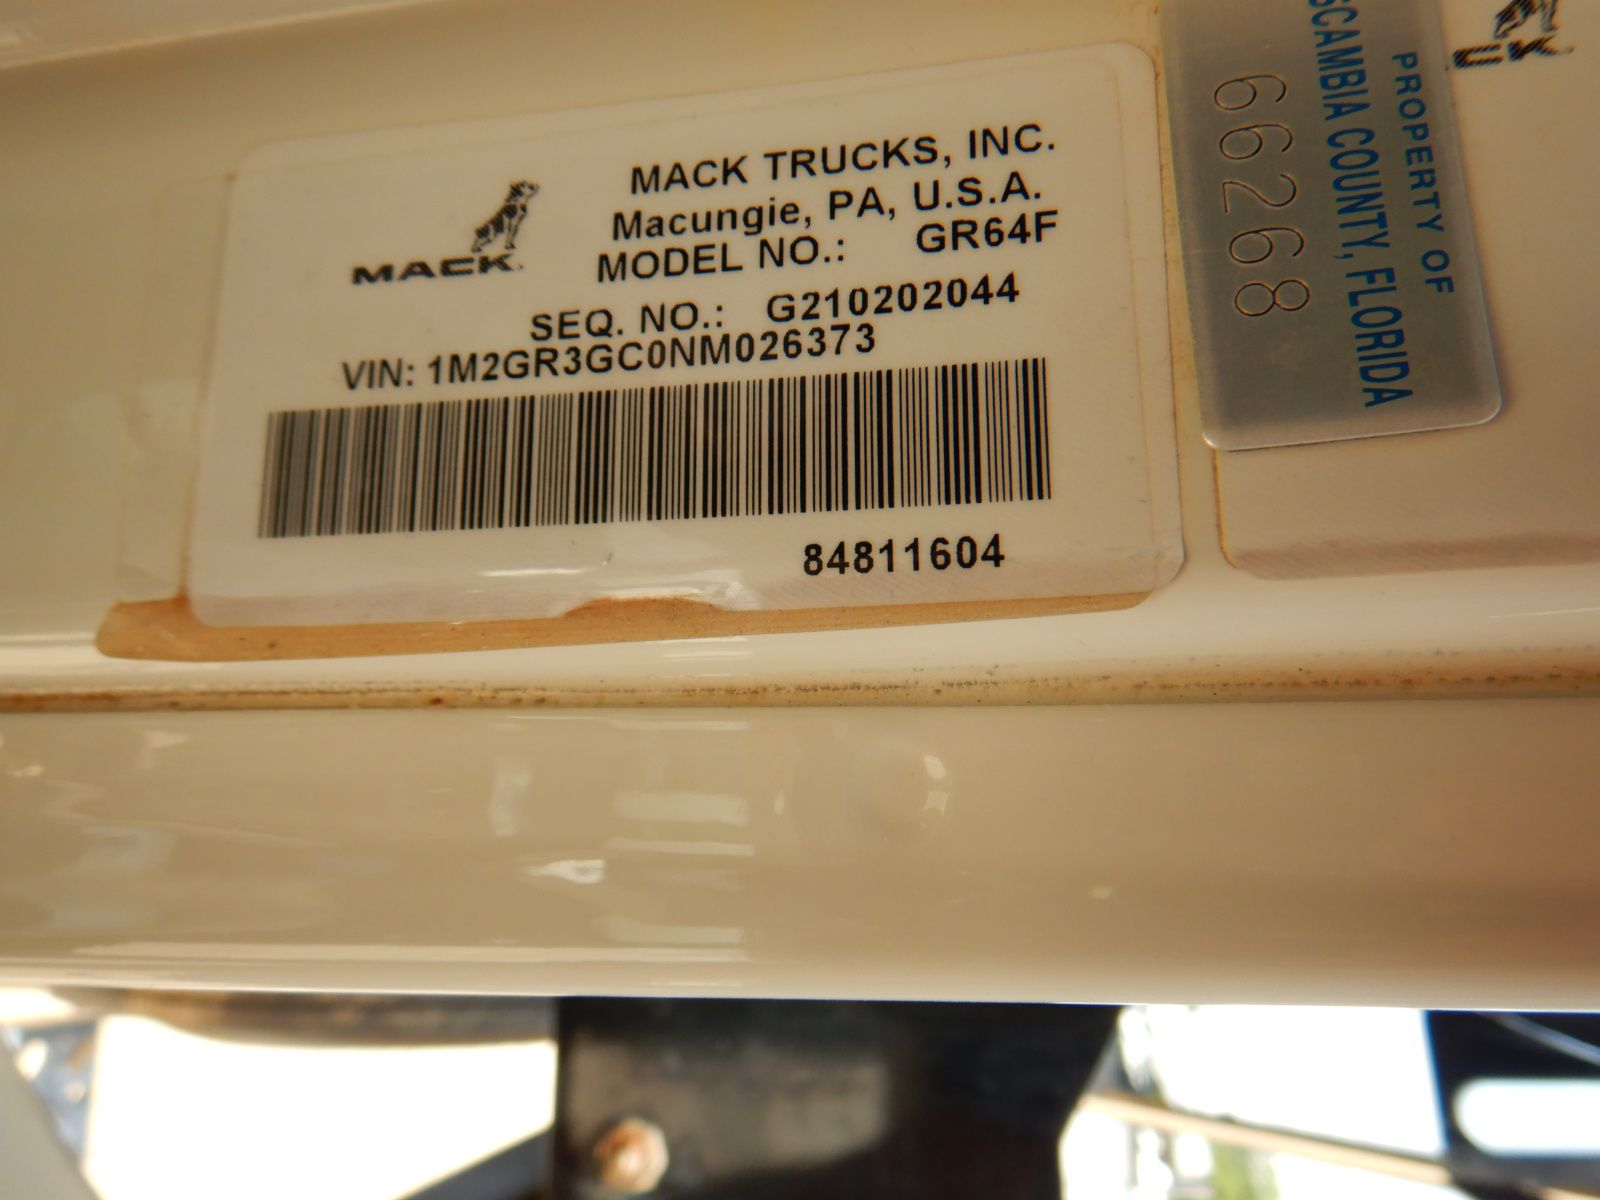 MACK TRUCKS, INC.
Macungie, PA, U.S.A.
MACK.
MODEL NO.: GR64F
SEQ. NO.: G210202044
VIN: 1M2GR3GC0NM026373
84811604
PROPERTY OF
SCAMBIA COUNTY, FLORIDA
66268